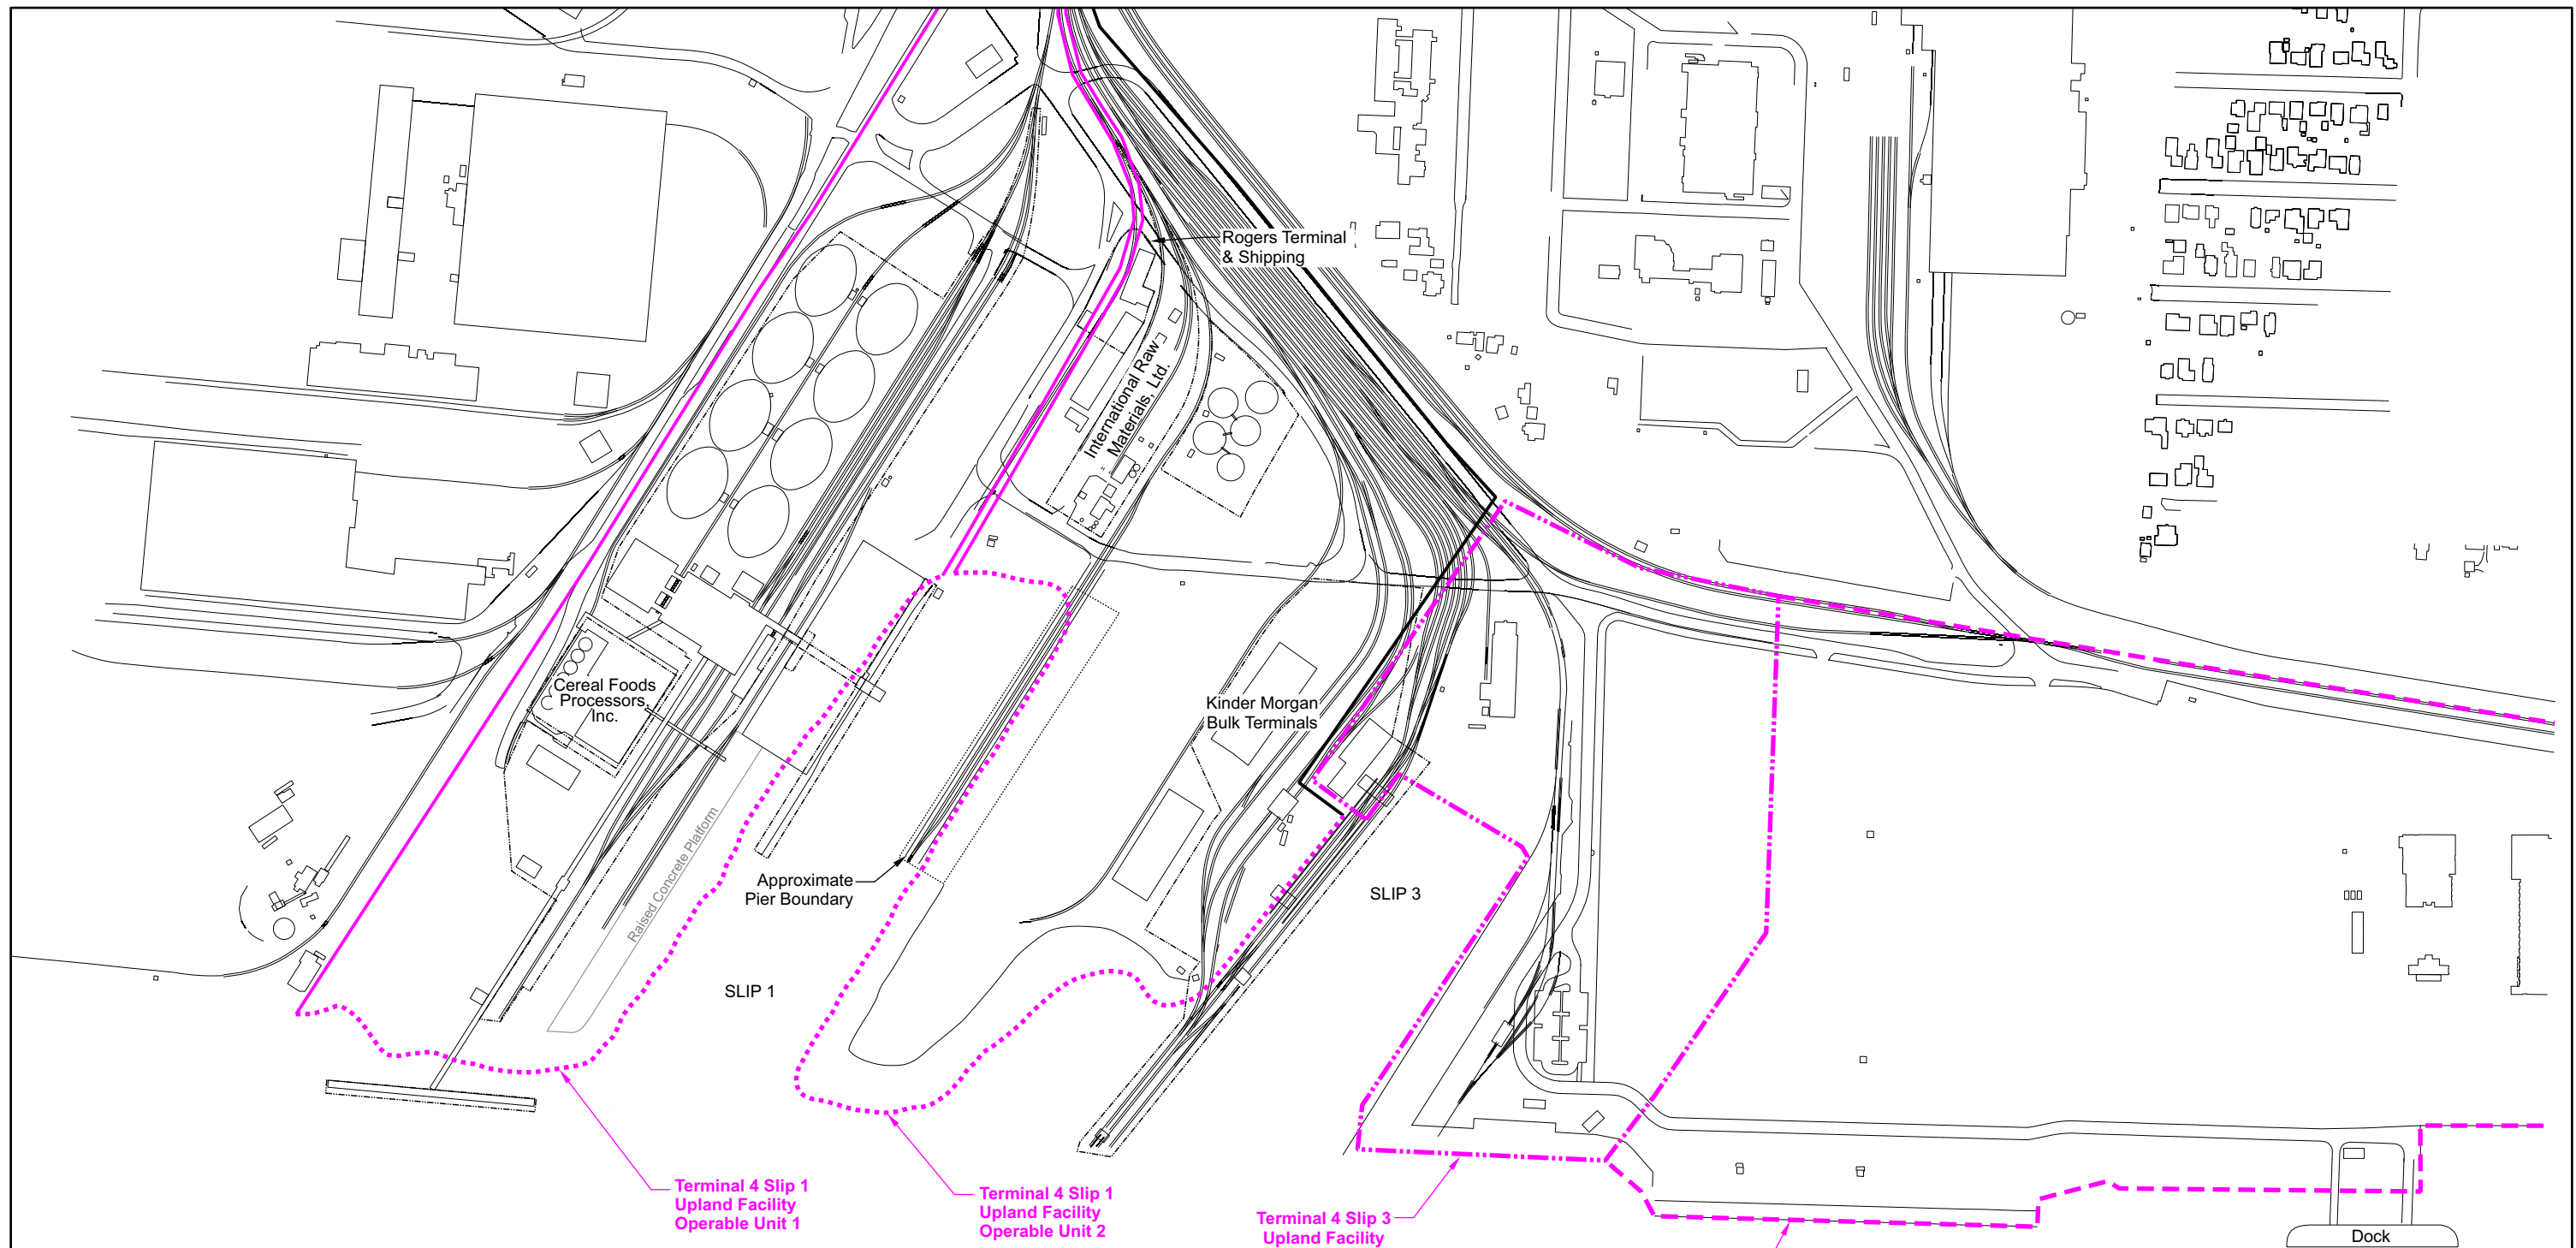 Rogers Terminal
& Shipping
International Raw
Materials, Ltd.
Cereal Foods
Processors,
Inc.
Kinder Morgan
Bulk Terminals
Raised Concrete Platform
Approximate
Pier Boundary
SLIP 3
SLIP 1
Terminal 4 Slip 1
Upland Facility
Operable Unit 1
Terminal 4 Slip 1
Upland Facility
Operable Unit 2
Terminal 4 Slip 3
Upland Facility
Dock